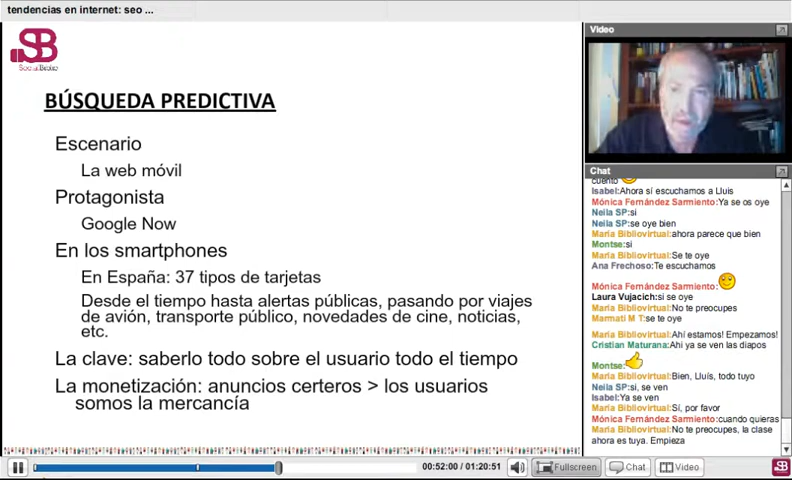 tendencias en internet: seo ...
SB
Social Biblio
BÚSQUEDA PREDICTIVA
Escenario
La web móvil
Protagonista
Google Now
En los smartphones
En España: 37 tipos de tarjetas
Desde el tiempo hasta alertas públicas, pasando por viajes
de avión, transporte público, novedades de cine, noticias,
etc.
La clave: saberlo todo sobre el usuario todo el tiempo
La monetización: anuncios certeros > los usuarios
somos la mercancía
Video
Chat
cuento
Isabel:Ahora sí escuchamos a Lluis
Mónica Fernández Sarmiento:Ya se os oye
Neila SP:si
Neila SP:se oye bien
María Bibliovirtual:ahora parece que bien
Montse:si
María Bibliovirtual:Se te oye
Ana Frechoso:Te escuchamos
Mónica Fernández Sarmiento:
Laura Vujacich:sí se oye
María Bibliovirtual:No te preocupes
Marmati M T:se te oye
María Bibliovirtual:Ahí estamos! Empezamos!
Cristian Maturana:Ahi ya se ven las diapos
Montse:
María Bibliovirtual:Bien, Lluís, todo tuyo
Neila SP:si, se ven
Isabel:Ya se ven
María Bibliovirtual:Sí, por favor
Mónica Fernández Sarmiento:cuando quieras
María Bibliovirtual:No te preocupes, la clase
ahora es tuya. Empieza
00:52:00 / 01:20:51
Fullscreen
Chat
Video
SB